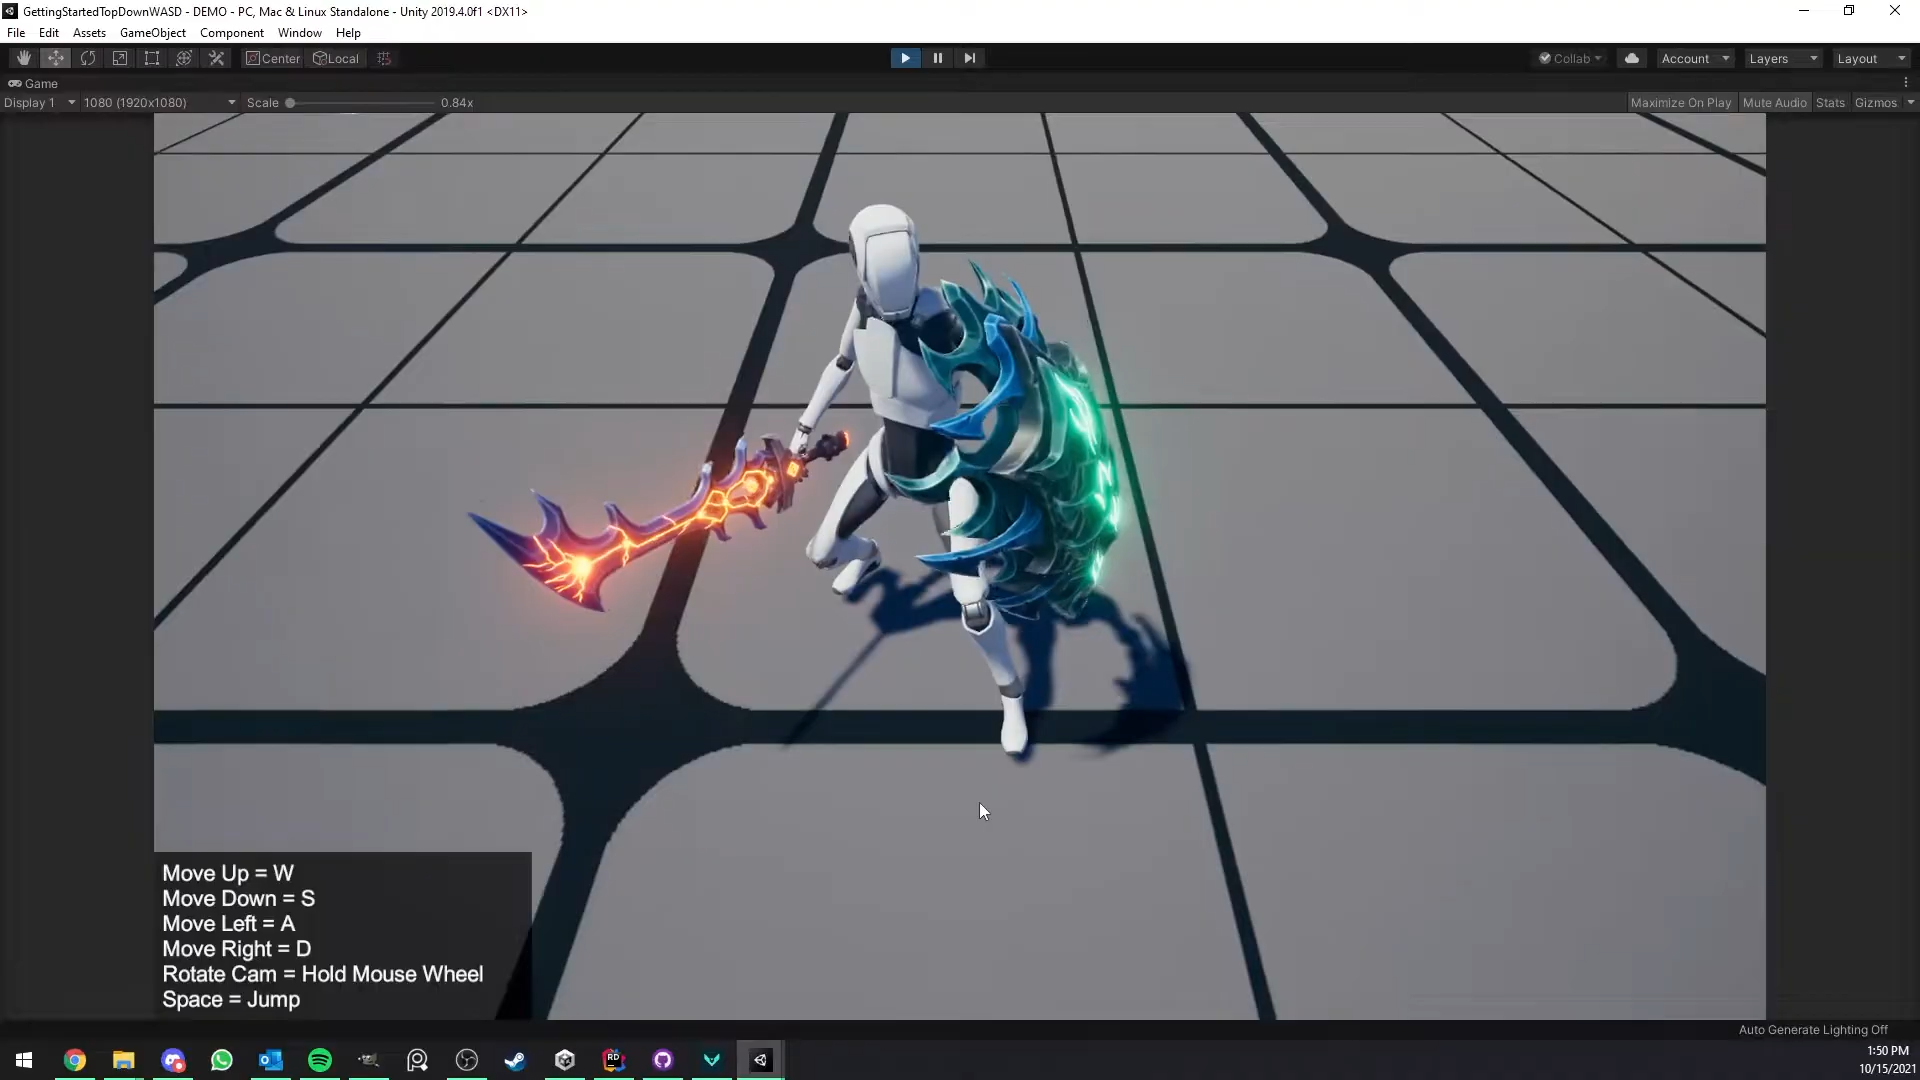 GettingStartedTopDownWASD - DEMO - PC, Mac & Linux Standalone - Unity 2019.4.0f1 <DX11>
File Edit Assets GameObject Component Window Help
Center Local Collab Account Layers Layout
Game
Display 1 1080 (1920x1080) Scale 0.84x Maximize On Play Mute Audio Stats Gizmos
Move Up = W
Move Down = S
Move Left = A
Move Right = D
Rotate Cam = Hold Mouse Wheel
Space = Jump
Auto Generate Lighting Off
RD
1:50 PM
10/15/2021